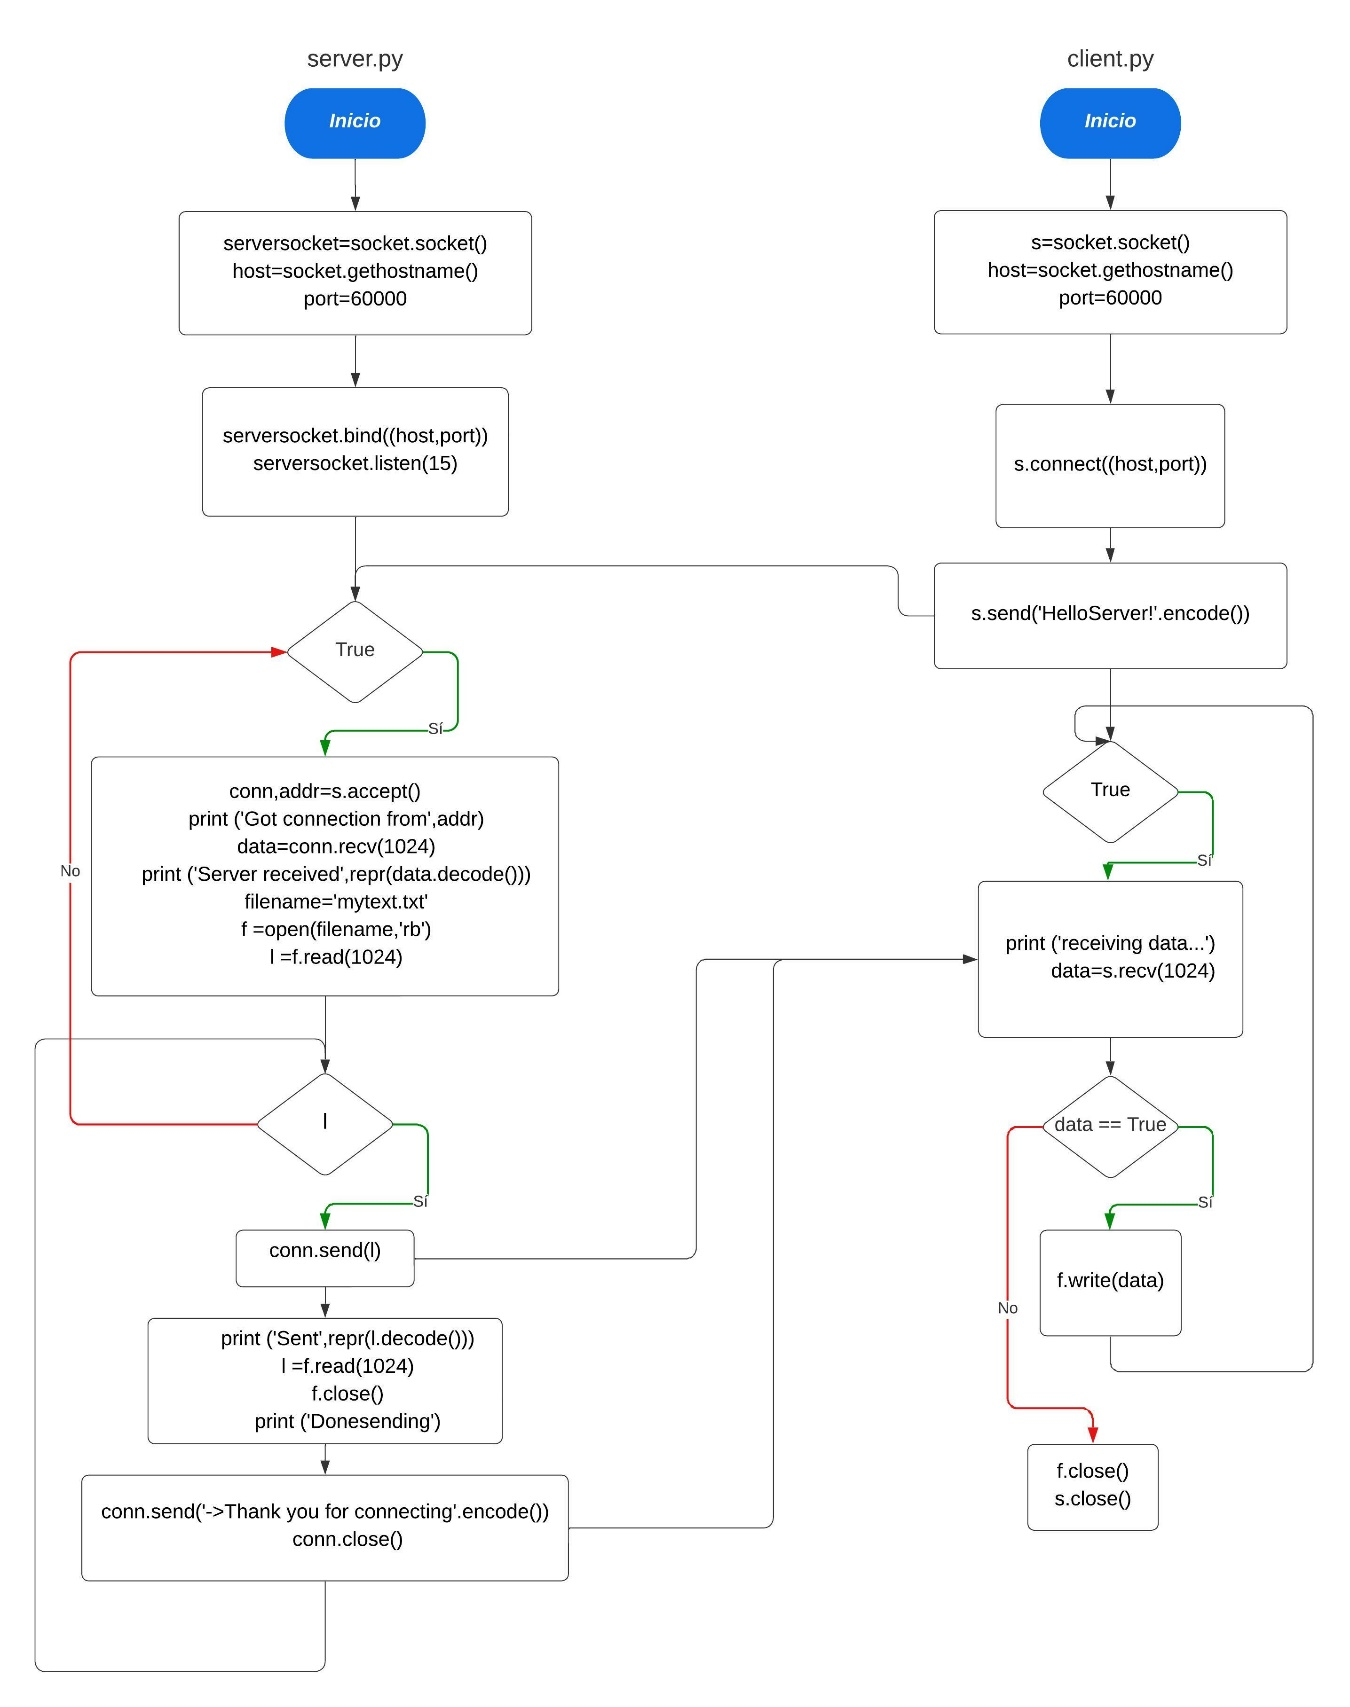 server.py
Inicio
serversocket=socket.socket()
host=socket.gethostname()
port=60000
serversocket.bind((host,port))
serversocket.listen(15)
True
Sí
conn,addr=s.accept()
print ('Got connection from',addr)
data=conn.recv(1024)
print ('Server received',repr(data.decode()))
filename='mytext.txt'
f =open(filename,'rb')
l =f.read(1024)
No
l
Sí
conn.send(l)
print ('Sent',repr(l.decode()))
l =f.read(1024)
f.close()
print ('Donesending')
conn.send('->Thank you for connecting'.encode())
conn.close()
client.py
Inicio
s=socket.socket()
host=socket.gethostname()
port=60000
s.connect((host,port))
s.send('HelloServer!'.encode())
True
Sí
print ('receiving data...')
data=s.recv(1024)
data == True
Sí
f.write(data)
No
f.close()
s.close()